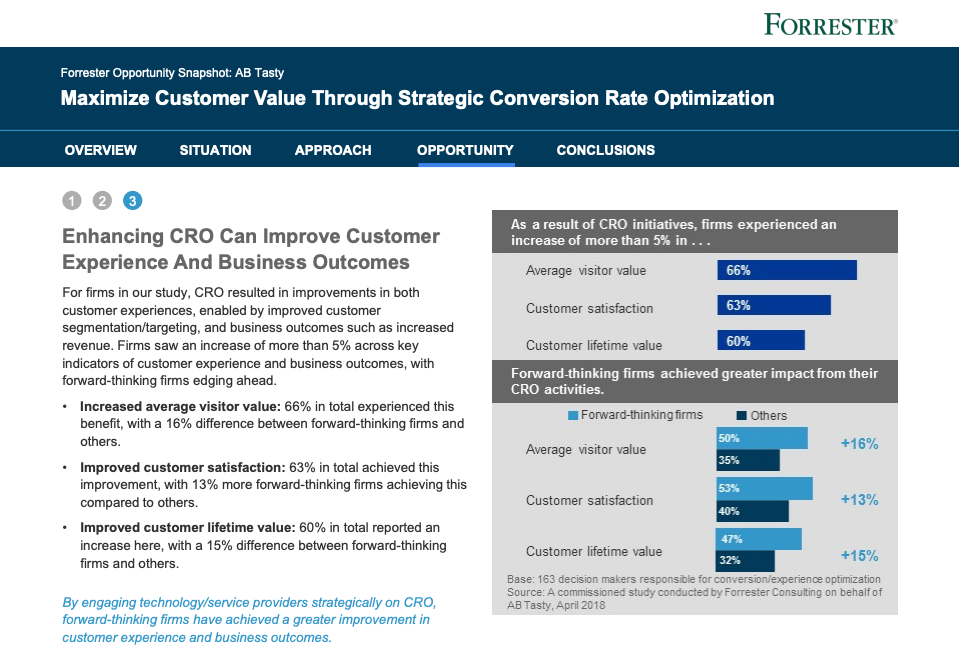 FORRESTER®
Forrester Opportunity Snapshot: AB Tasty
Maximize Customer Value Through Strategic Conversion Rate Optimization
OVERVIEW SITUATION APPROACH OPPORTUNITY CONCLUSIONS
1 2 3
Enhancing CRO Can Improve Customer
Experience And Business Outcomes
For firms in our study, CRO resulted in improvements in both
customer experiences, enabled by improved customer
segmentation/targeting, and business outcomes such as increased
revenue. Firms saw an increase of more than 5% across key
indicators of customer experience and business outcomes, with
forward-thinking firms edging ahead.
• Increased average visitor value: 66% in total experienced this
benefit, with a 16% difference between forward-thinking firms and
others.
• Improved customer satisfaction: 63% in total achieved this
improvement, with 13% more forward-thinking firms achieving this
compared to others.
• Improved customer lifetime value: 60% in total reported an
increase here, with a 15% difference between forward-thinking
firms and others.
By engaging technology/service providers strategically on CRO,
forward-thinking firms have achieved a greater improvement in
customer experience and business outcomes.
As a result of CRO initiatives, firms experienced an
increase of more than 5% in . . .
Average visitor value 66%
Customer satisfaction 63%
Customer lifetime value 60%
Forward-thinking firms achieved greater impact from their
CRO activities.
Forward-thinking firms Others
50%
Average visitor value +16%
35%
53%
Customer satisfaction +13%
40%
47%
Customer lifetime value +15%
32%
Base: 163 decision makers responsible for conversion/experience optimization
Source: A commissioned study conducted by Forrester Consulting on behalf of
AB Tasty, April 2018